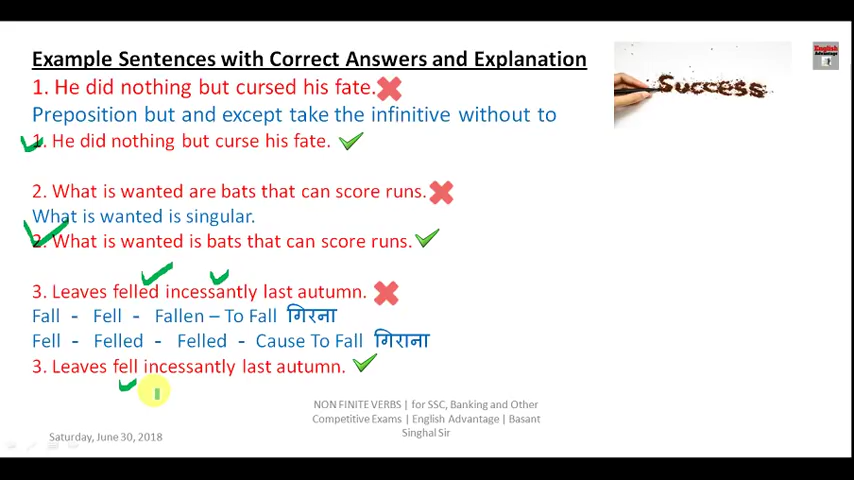 Example Sentences with Correct Answers and Explanation
1. He did nothing but cursed his fate.
Preposition but and except take the infinitive without to
1. He did nothing but curse his fate.
2. What is wanted are bats that can score runs.
What is wanted is singular.
2. What is wanted is bats that can score runs.
3. Leaves felled incessantly last autumn.
Fall - Fell - Fallen – To Fall गिरना
Fell - Felled - Felled - Cause To Fall गिराना
3. Leaves fell incessantly last autumn.
Saturday, June 30, 2018
NON FINITE VERBS | for SSC, Banking and Other
Competitive Exams | English Advantage | Basant
Singhal Sir
Success
English
Advantage